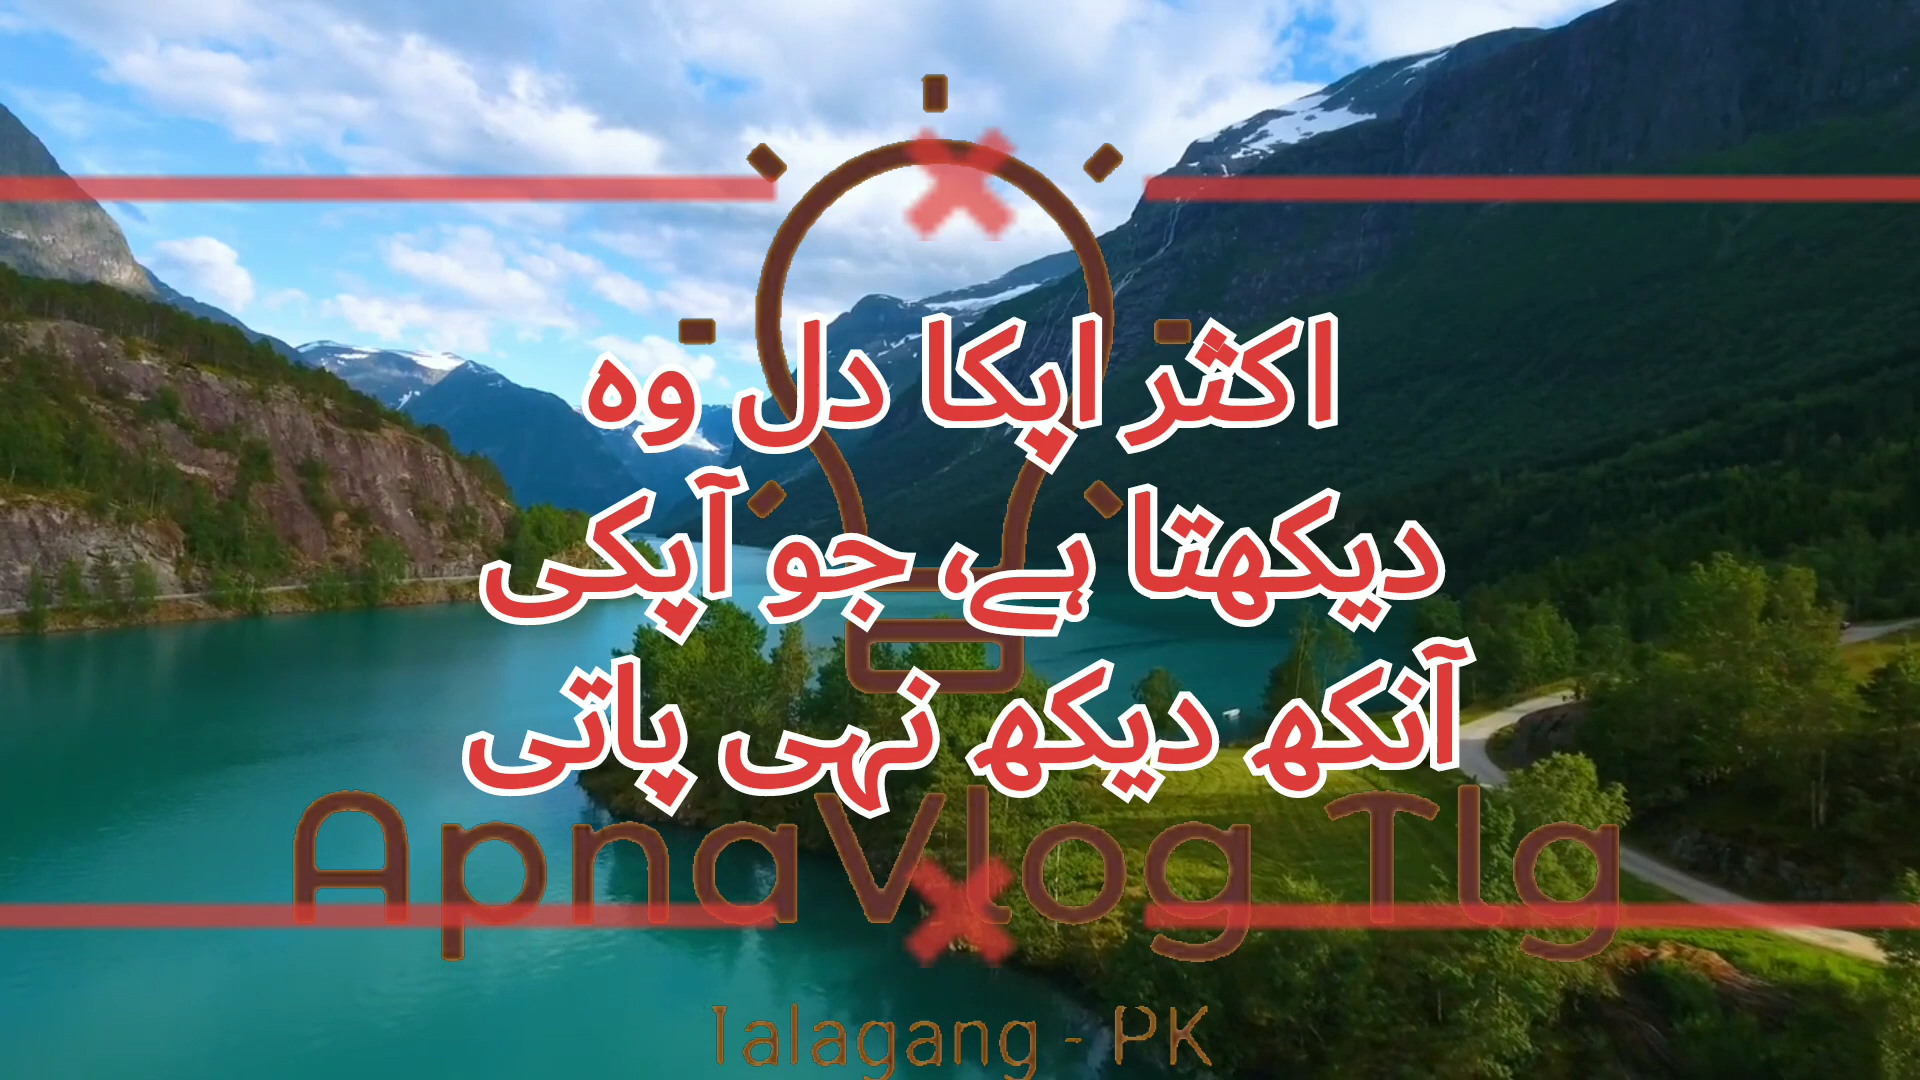 اکثر اپکا دل وہ
دیکھتا ہے، جو آپکی
آنکھ دیکھ نہی پاتی
ApnaVlog Tlg
Talagang - PK